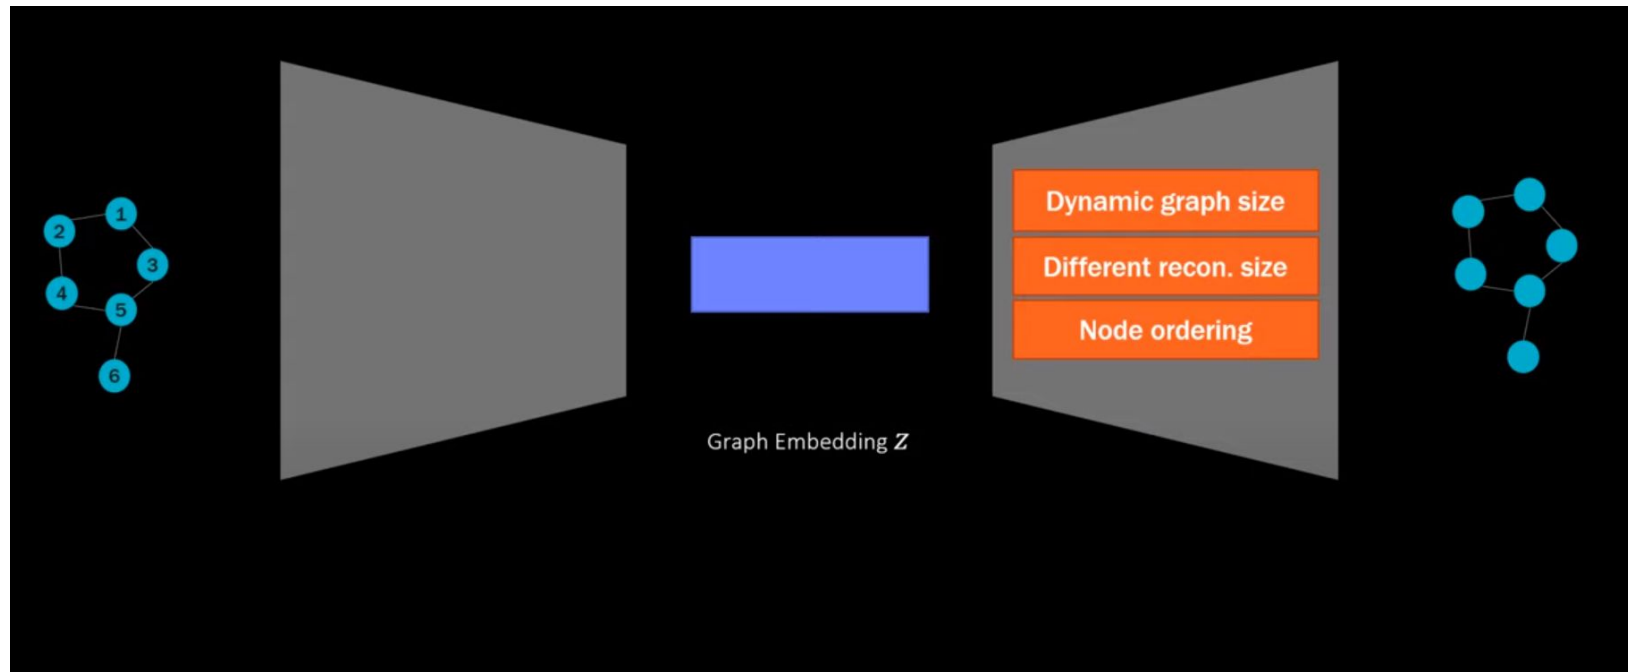 1
2
3
4
5
6
Graph Embedding Z
Dynamic graph size
Different recon. size
Node ordering